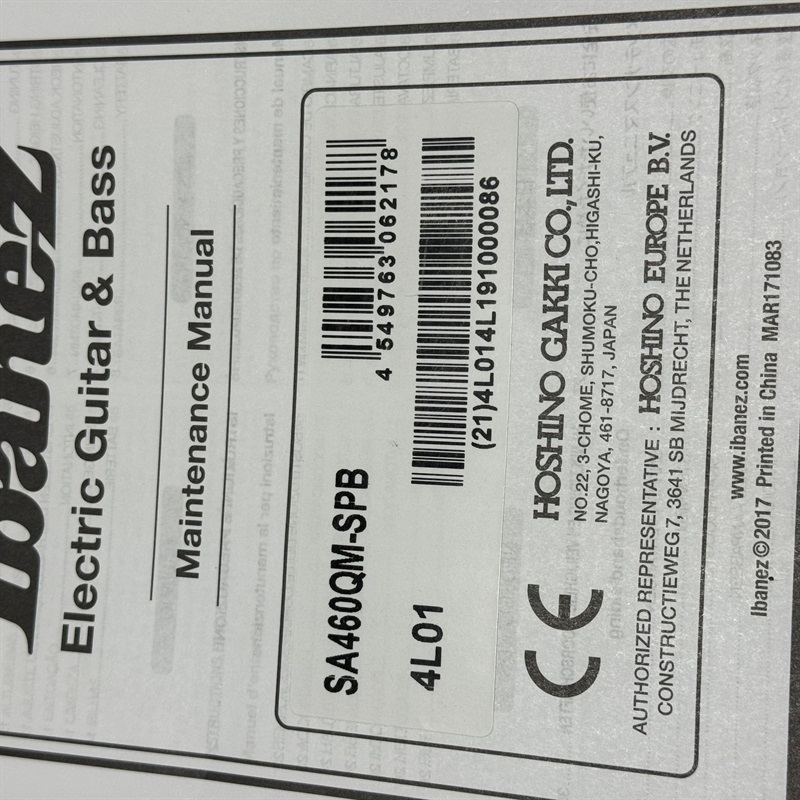 Ibanez
Electric Guitar & Bass
Maintenance Manual
SA460QM-SPB
4 549763 062178
4L01
(21)4L014L191000086
HOSHINO GAKKI CO.,LTD.
NO.22, 3-CHOME, SHUMOKU-CHO,HIGASHI-KU,
NAGOYA, 461-8717, JAPAN
CE
AUTHORIZED REPRESENTATIVE : HOSHINO EUROPE B.V.
CONSTRUCTIEWEG 7, 3641 SB MIJDRECHT, THE NETHERLANDS
www.ibanez.com
Ibanez©2017 Printed in China MAR171083